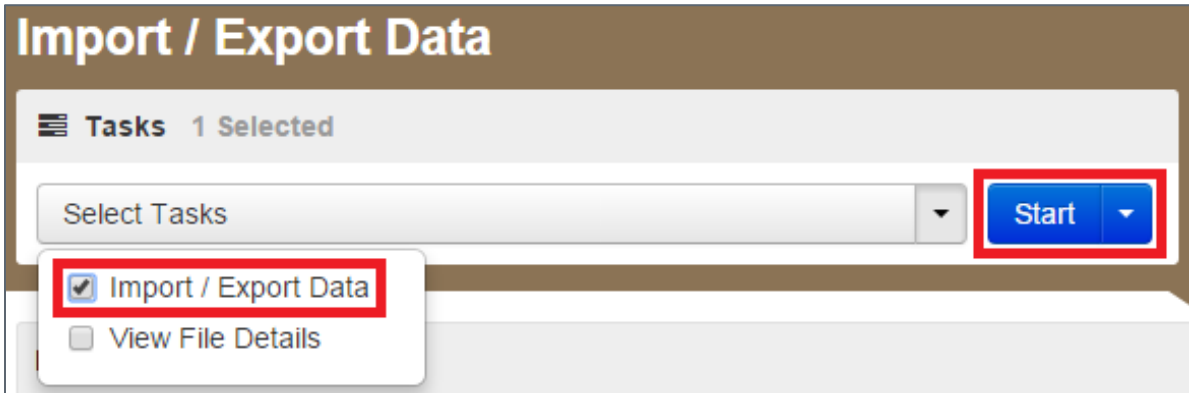 Import / Export Data
Tasks 1 Selected
Select Tasks
Start
Import / Export Data
View File Details